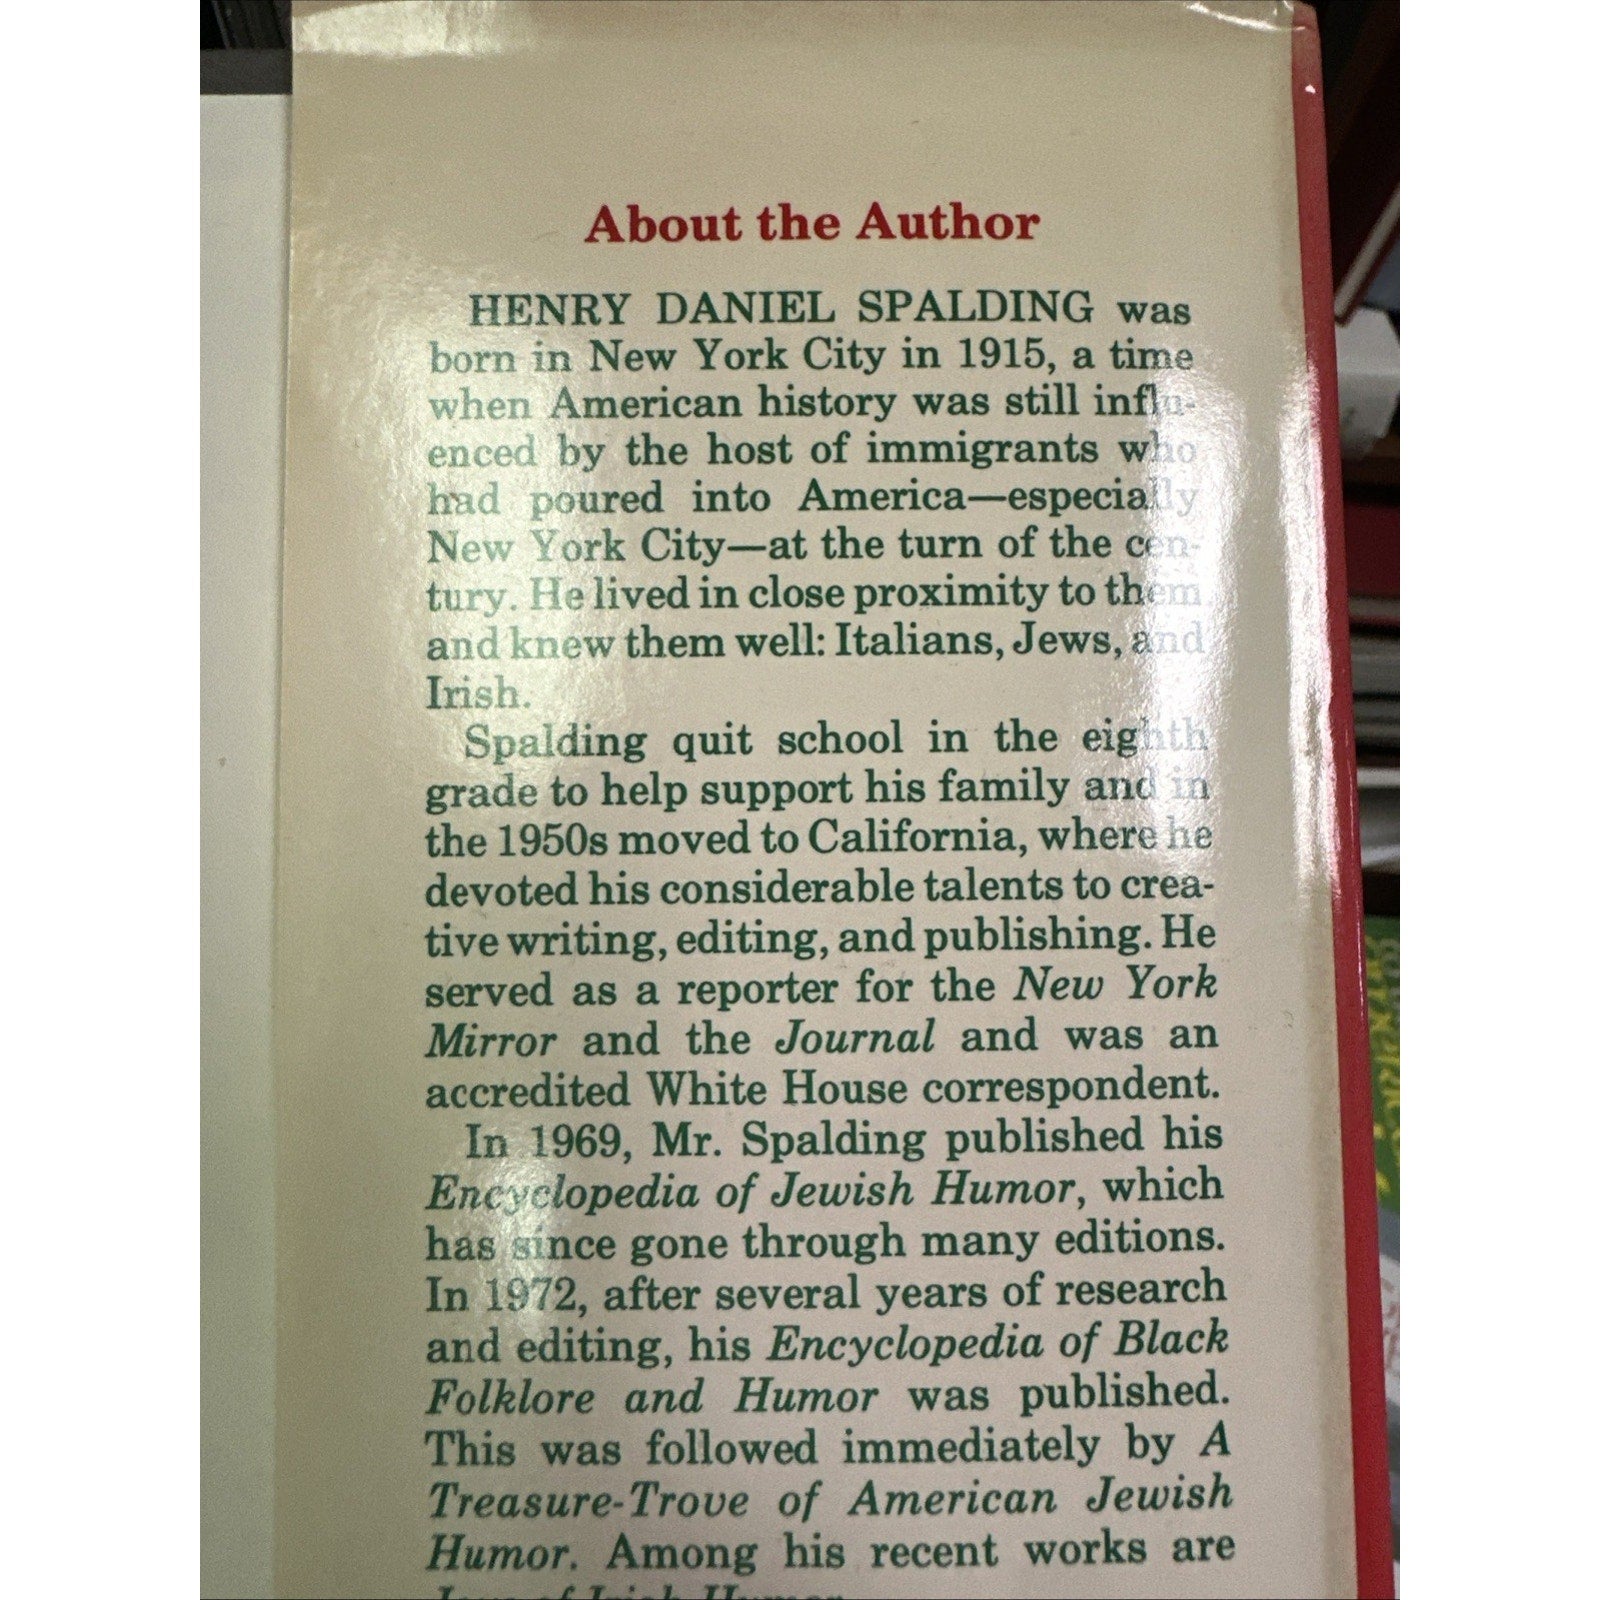 About the Author
HENRY DANIEL SPALDING was
born in New York City in 1915, a time
when American history was still influ-
enced by the host of immigrants who
had poured into America—especially
New York City—at the turn of the cen-
tury. He lived in close proximity to them
and knew them well: Italians, Jews, and
Irish.
Spalding quit school in the eighth
grade to help support his family and in
the 1950s moved to California, where he
devoted his considerable talents to crea-
tive writing, editing, and publishing. He
served as a reporter for the New York
Mirror and the Journal and was an
accredited White House correspondent.
In 1969, Mr. Spalding published his
Encyclopedia of Jewish Humor, which
has since gone through many editions.
In 1972, after several years of research
and editing, his Encyclopedia of Black
Folklore and Humor was published.
This was followed immediately by A
Treasure-Trove of American Jewish
Humor. Among his recent works are
of Irish Humor